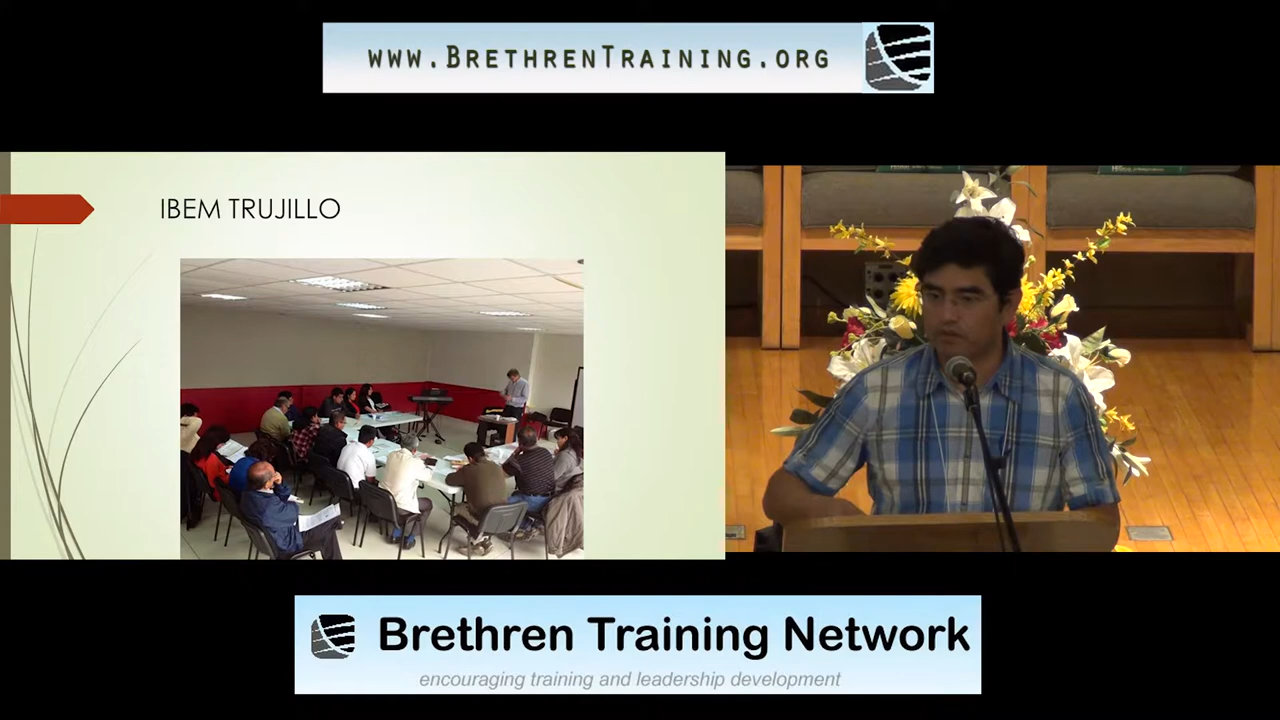 www.BrethrenTraining.org
IBEM TRUJILLO
Brethren Training Network
encouraging training and leadership development